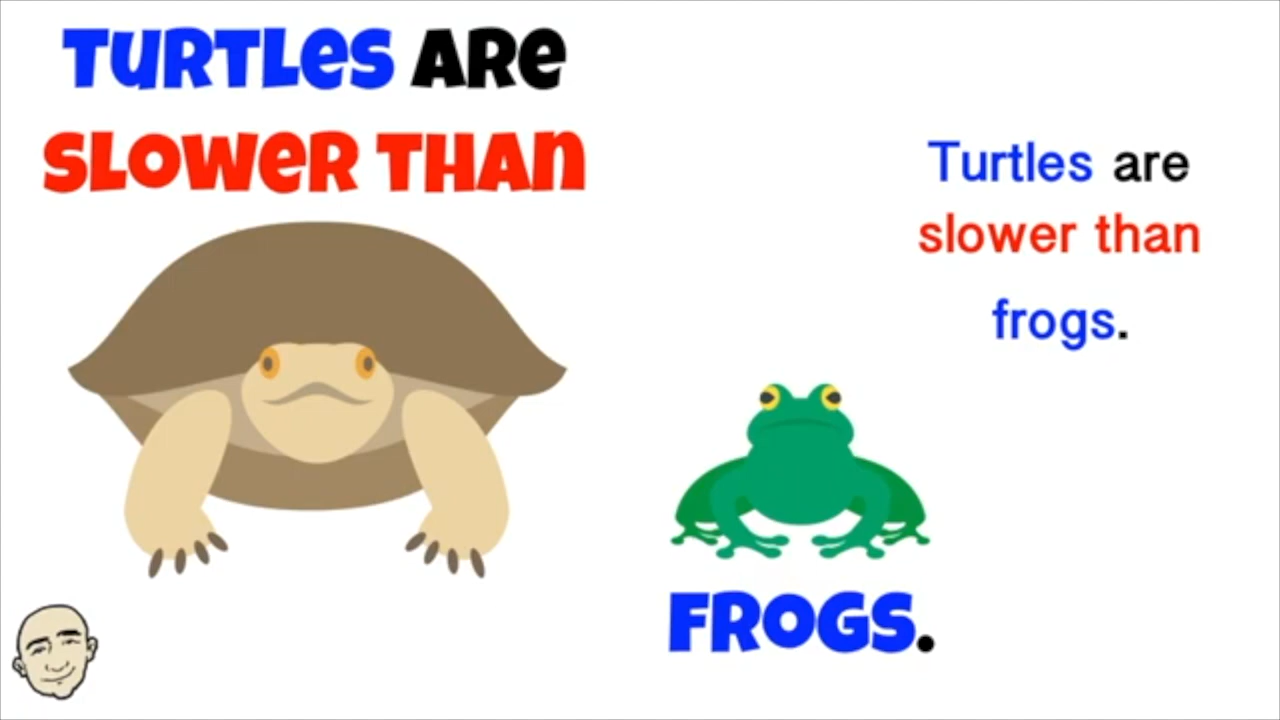 TURTLes ARe
SLOWeR THAn
FROGS.
Turtles are
slower than
frogs.